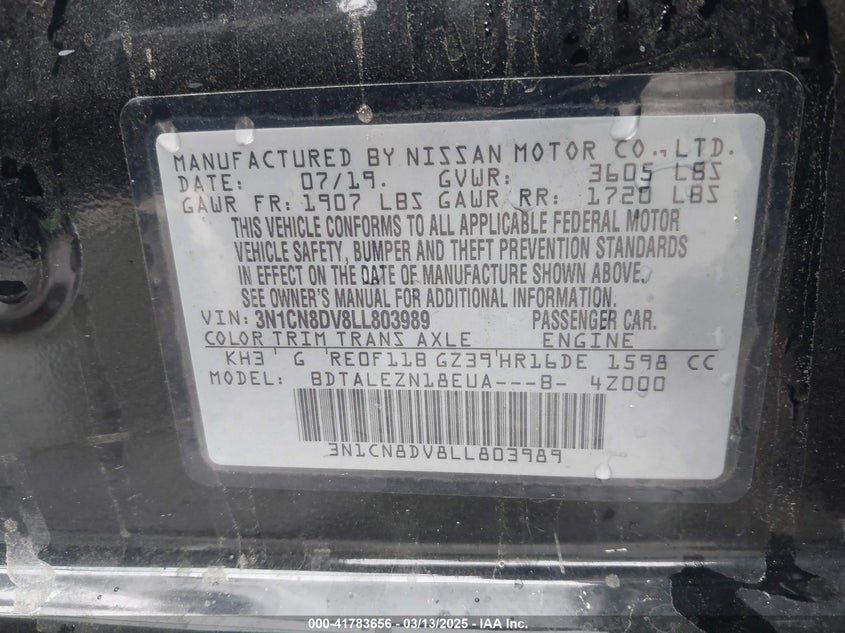 MANUFACTURED BY NISSAN MOTOR CO., LTD.
DATE: 07/19. GVWR: 3605 LBS
GAWR FR: 1907 LBS GAWR RR: 1720 LBS
THIS VEHICLE CONFORMS TO ALL APPLICABLE FEDERAL MOTOR
VEHICLE SAFETY, BUMPER AND THEFT PREVENTION STANDARDS
IN EFFECT ON THE DATE OF MANUFACTURE SHOWN ABOVE.
SEE OWNER'S MANUAL FOR ADDITIONAL INFORMATION.
VIN: 3N1CN8DV8LL803989 PASSENGER CAR.
COLOR TRIM TRANS AXLE ENGINE
KH3 G RE0F11B GZ39 HR16DE 1598 CC
MODEL: BDTALEZN18EUA---B- 4Z000
3N1CN8DV8LL803989
000-41783656 - 03/13/2025 - IAA Inc.